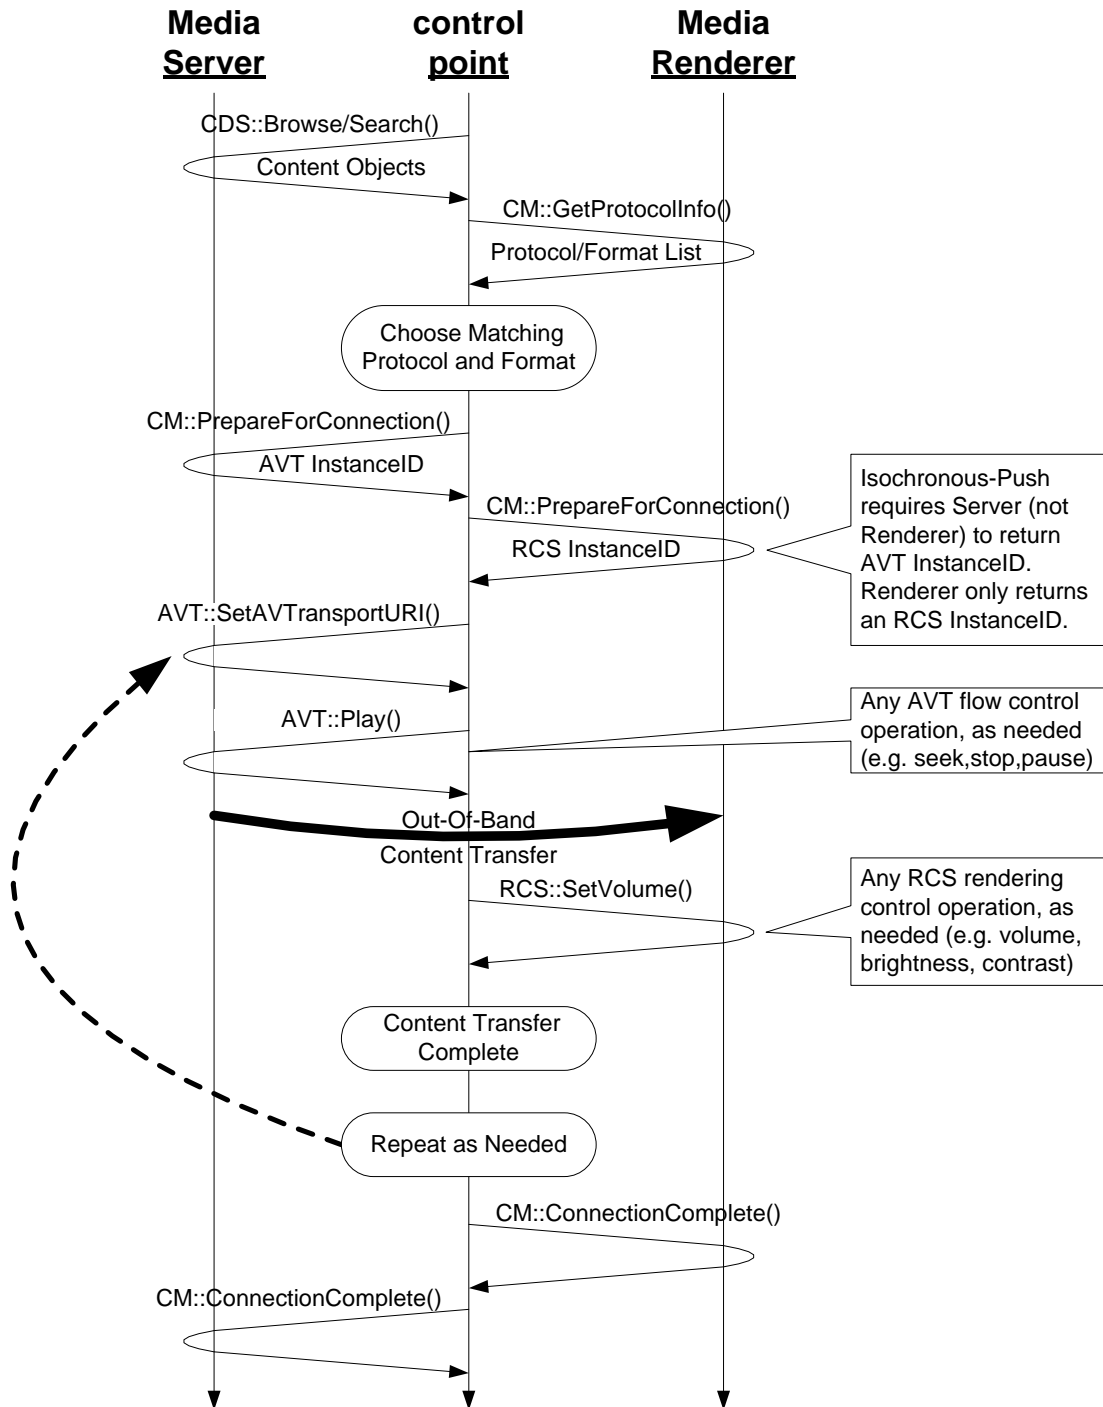 Media
Server
control
point
Media
Renderer
CDS::Browse/Search()
Content Objects
CM::GetProtocolInfo()
Protocol/Format List
Choose Matching
Protocol and Format
CM::PrepareForConnection()
AVT InstanceID
CM::PrepareForConnection()
RCS InstanceID
Isochronous-Push
requires Server (not
Renderer) to return
AVT InstanceID.
Renderer only returns
an RCS InstanceID.
AVT::SetAVTransportURI()
AVT::Play()
Any AVT flow control
operation, as needed
(e.g. seek,stop,pause)
Out-Of-Band
Content Transfer
RCS::SetVolume()
Any RCS rendering
control operation, as
needed (e.g. volume,
brightness, contrast)
Content Transfer
Complete
Repeat as Needed
CM::ConnectionComplete()
CM::ConnectionComplete()